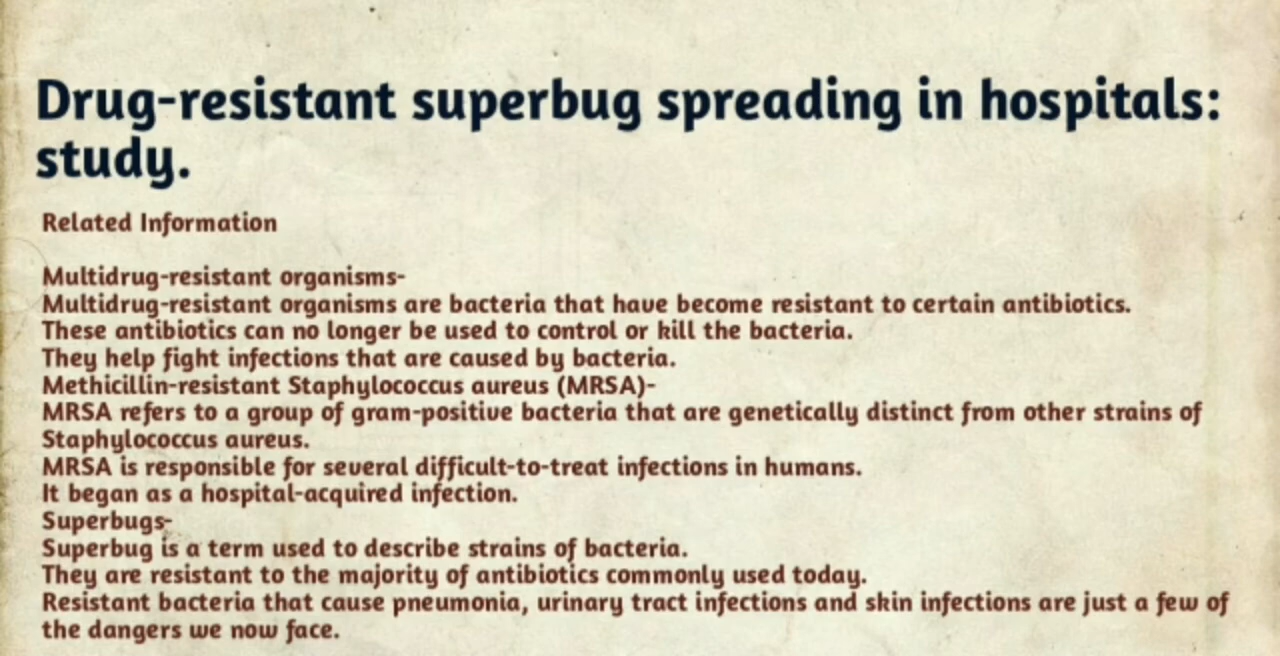 Drug-resistant superbug spreading in hospitals:
study.
Related Information
Multidrug-resistant organisms-
Multidrug-resistant organisms are bacteria that have become resistant to certain antibiotics.
These antibiotics can no longer be used to control or kill the bacteria.
They help fight infections that are caused by bacteria.
Methicillin-resistant Staphylococcus aureus (MRSA)-
MRSA refers to a group of gram-positive bacteria that are genetically distinct from other strains of
Staphylococcus aureus.
MRSA is responsible for several difficult-to-treat infections in humans.
It began as a hospital-acquired infection.
Superbugs-
Superbug is a term used to describe strains of bacteria.
They are resistant to the majority of antibiotics commonly used today.
Resistant bacteria that cause pneumonia, urinary tract infections and skin infections are just a few of
the dangers we now face.